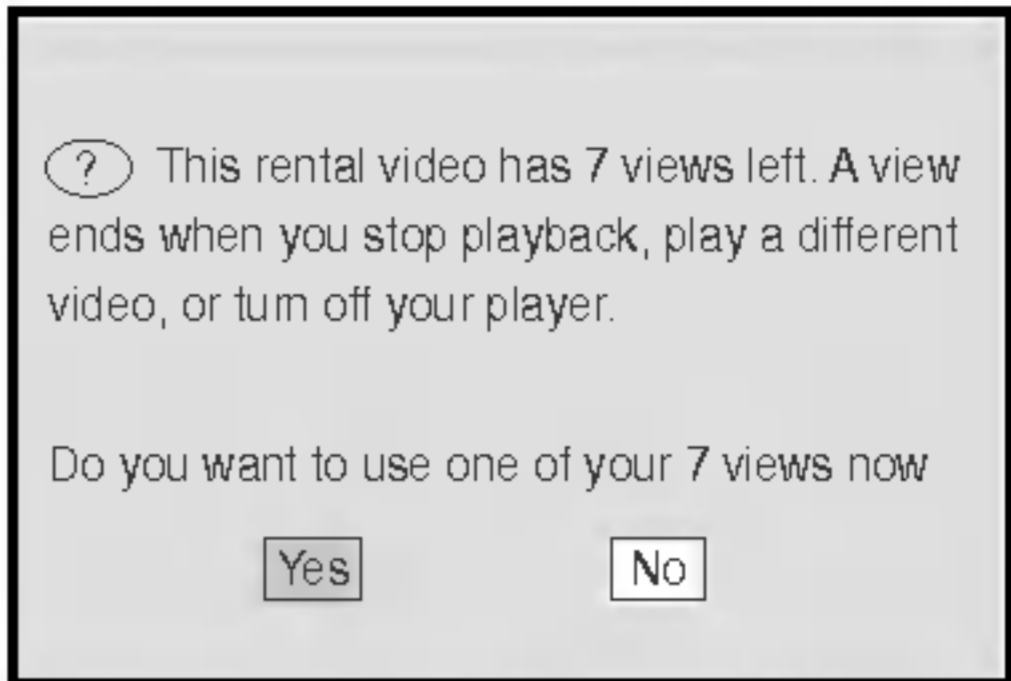 ? This rental video has 7 views left. A view
ends when you stop playback, play a different
video, or turn off your player.
Do you want to use one of your 7 views now
Yes No